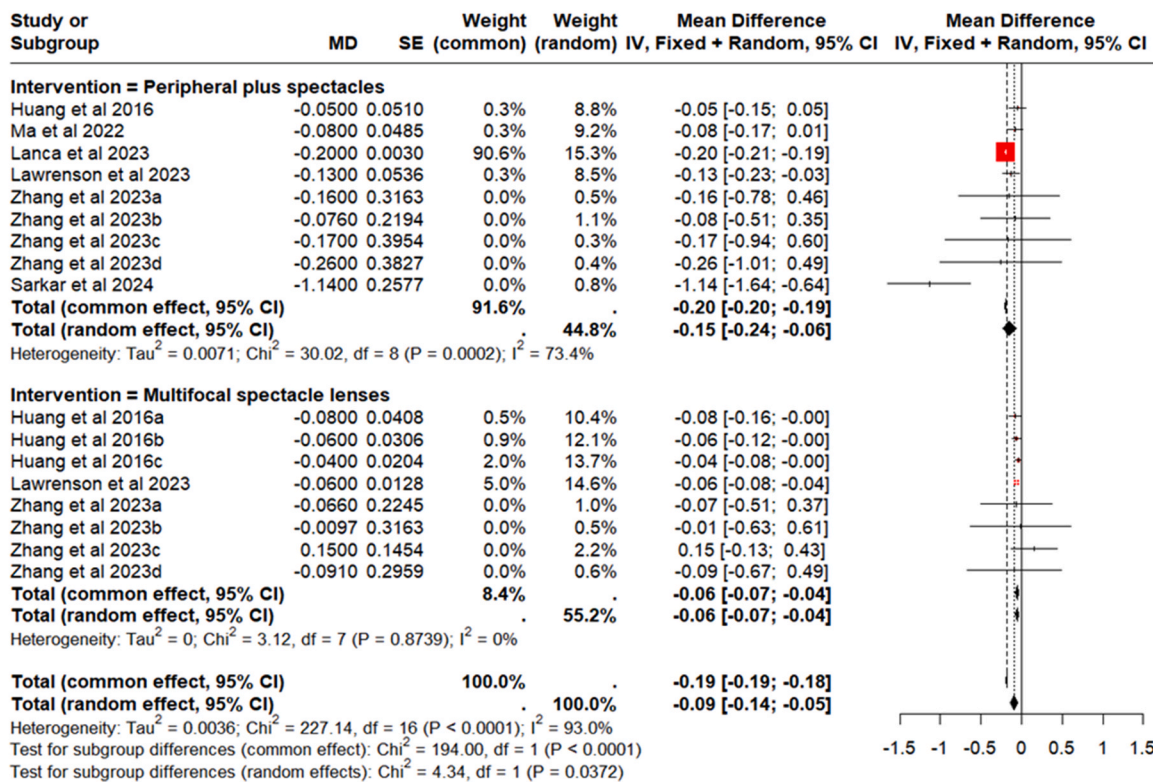 Study or Weight Weight Mean Difference Mean Difference
Subgroup MD SE (common) (random) IV, Fixed + Random, 95% CI IV, Fixed + Random, 95% CI
Intervention = Peripheral plus spectacles
Huang et al 2016 -0.0500 0.0510 0.3% 8.8% -0.05 [-0.15; 0.05]
Ma et al 2022 -0.0800 0.0485 0.3% 9.2% -0.08 [-0.17; 0.01]
Lanca et al 2023 -0.2000 0.0030 90.6% 15.3% -0.20 [-0.21; -0.19]
Lawrenson et al 2023 -0.1300 0.0536 0.3% 8.5% -0.13 [-0.23; -0.03]
Zhang et al 2023a -0.1600 0.3163 0.0% 0.5% -0.16 [-0.78; 0.46]
Zhang et al 2023b -0.0760 0.2194 0.0% 1.1% -0.08 [-0.51; 0.35]
Zhang et al 2023c -0.1700 0.3954 0.0% 0.3% -0.17 [-0.94; 0.60]
Zhang et al 2023d -0.2600 0.3827 0.0% 0.4% -0.26 [-1.01; 0.49]
Sarkar et al 2024 -1.1400 0.2577 0.0% 0.8% -1.14 [-1.64; -0.64]
Total (common effect, 95% CI) 91.6% . -0.20 [-0.20; -0.19]
Total (random effect, 95% CI) . 44.8% -0.15 [-0.24; -0.06]
Heterogeneity: Tau² = 0.0071; Chi² = 30.02, df = 8 (P = 0.0002); I² = 73.4%
Intervention = Multifocal spectacle lenses
Huang et al 2016a -0.0800 0.0408 0.5% 10.4% -0.08 [-0.16; -0.00]
Huang et al 2016b -0.0600 0.0306 0.9% 12.1% -0.06 [-0.12; -0.00]
Huang et al 2016c -0.0400 0.0204 2.0% 13.7% -0.04 [-0.08; -0.00]
Lawrenson et al 2023 -0.0600 0.0128 5.0% 14.6% -0.06 [-0.08; -0.04]
Zhang et al 2023a -0.0660 0.2245 0.0% 1.0% -0.07 [-0.51; 0.37]
Zhang et al 2023b -0.0097 0.3163 0.0% 0.5% -0.01 [-0.63; 0.61]
Zhang et al 2023c 0.1500 0.1454 0.0% 2.2% 0.15 [-0.13; 0.43]
Zhang et al 2023d -0.0910 0.2959 0.0% 0.6% -0.09 [-0.67; 0.49]
Total (common effect, 95% CI) 8.4% . -0.06 [-0.07; -0.04]
Total (random effect, 95% CI) . 55.2% -0.06 [-0.07; -0.04]
Heterogeneity: Tau² = 0; Chi² = 3.12, df = 7 (P = 0.8739); I² = 0%
Total (common effect, 95% CI) 100.0% . -0.19 [-0.19; -0.18]
Total (random effect, 95% CI) . 100.0% -0.09 [-0.14; -0.05]
Heterogeneity: Tau² = 0.0036; Chi² = 227.14, df = 16 (P < 0.0001); I² = 93.0%
Test for subgroup differences (common effect): Chi² = 194.00, df = 1 (P < 0.0001)
Test for subgroup differences (random effects): Chi² = 4.34, df = 1 (P = 0.0372)
-1.5 -1 -0.5 0 0.5 1 1.5